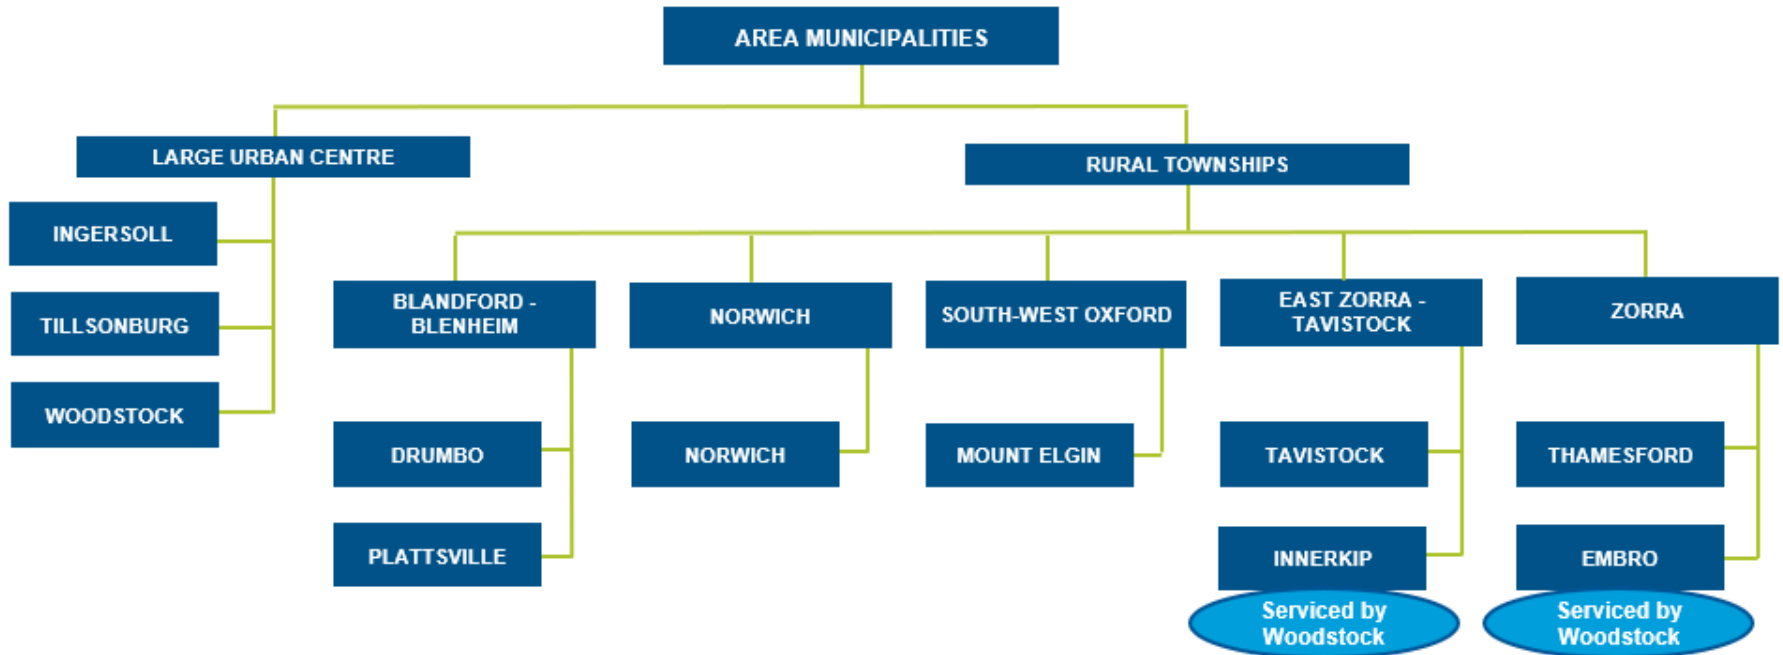 AREA MUNICIPALITIES
LARGE URBAN CENTRE
RURAL TOWNSHIPS
INGERSOLL
TILLSONBURG
WOODSTOCK
BLANDFORD -
BLENHEIM
NORWICH
SOUTH-WEST OXFORD
EAST ZORRA -
TAVISTOCK
ZORRA
DRUMBO
NORWICH
MOUNT ELGIN
TAVISTOCK
THAMESFORD
PLATTSVILLE
INNERKIP
EMBRO
Serviced by
Woodstock
Serviced by
Woodstock